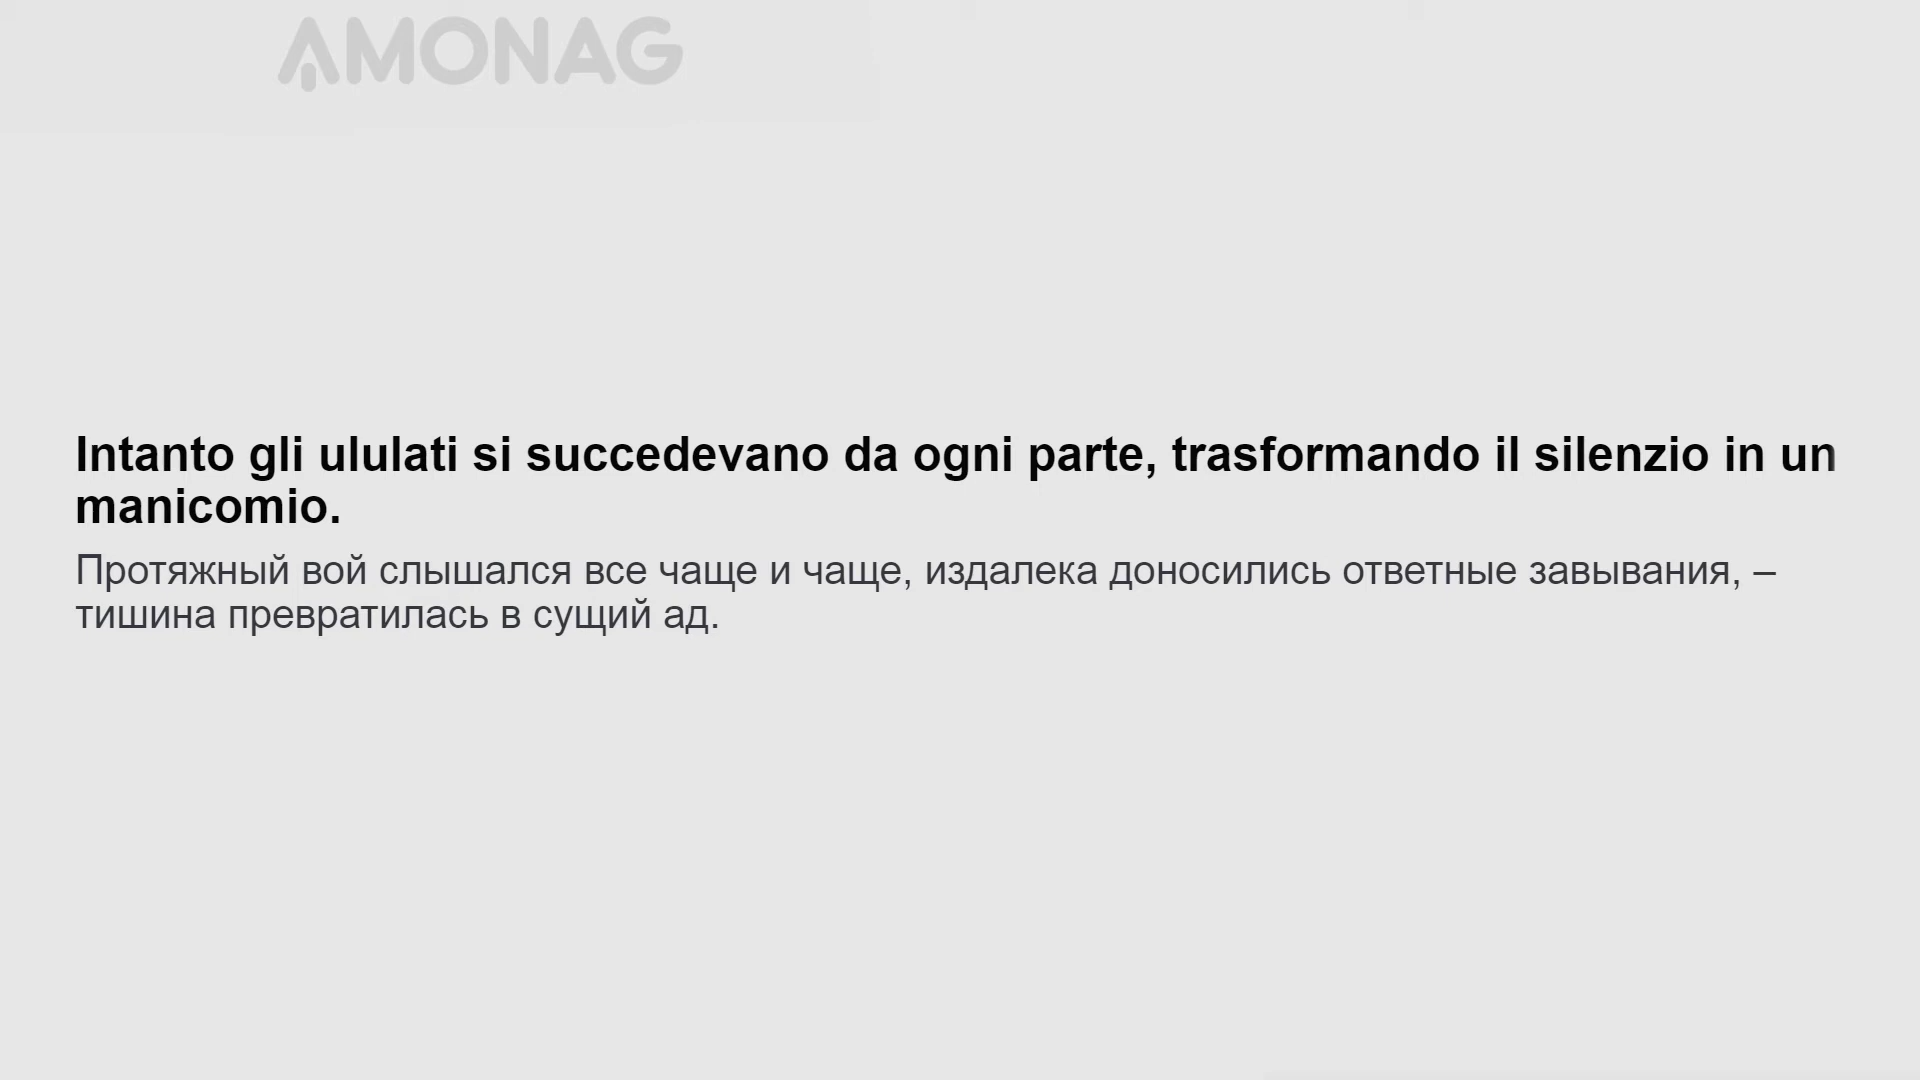 AMONAG
Intanto gli ululati si succedevano da ogni parte, trasformando il silenzio in un
manicomio.
Протяжный вой слышался все чаще и чаще, издалека доносились ответные завывания, –
тишина превратилась в сущий ад.